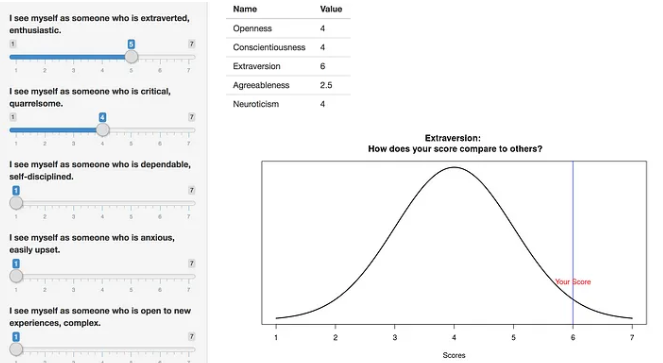 I see myself as someone who is extraverted,
enthusiastic.
1 5 7
1 2 3 4 5 6 7
I see myself as someone who is critical,
quarrelsome.
1 4 7
1 2 3 4 5 6 7
I see myself as someone who is dependable,
self-disciplined.
1 7
1 2 3 4 5 6 7
I see myself as someone who is anxious,
easily upset.
1 7
1 2 3 4 5 6 7
I see myself as someone who is open to new
experiences, complex.
1 7
Name Value
Openness 4
Conscientiousness 4
Extraversion 6
Agreeableness 2.5
Neuroticism 4
Extraversion:
How does your score compare to others?
Your Score
1 2 3 4 5 6 7
Scores